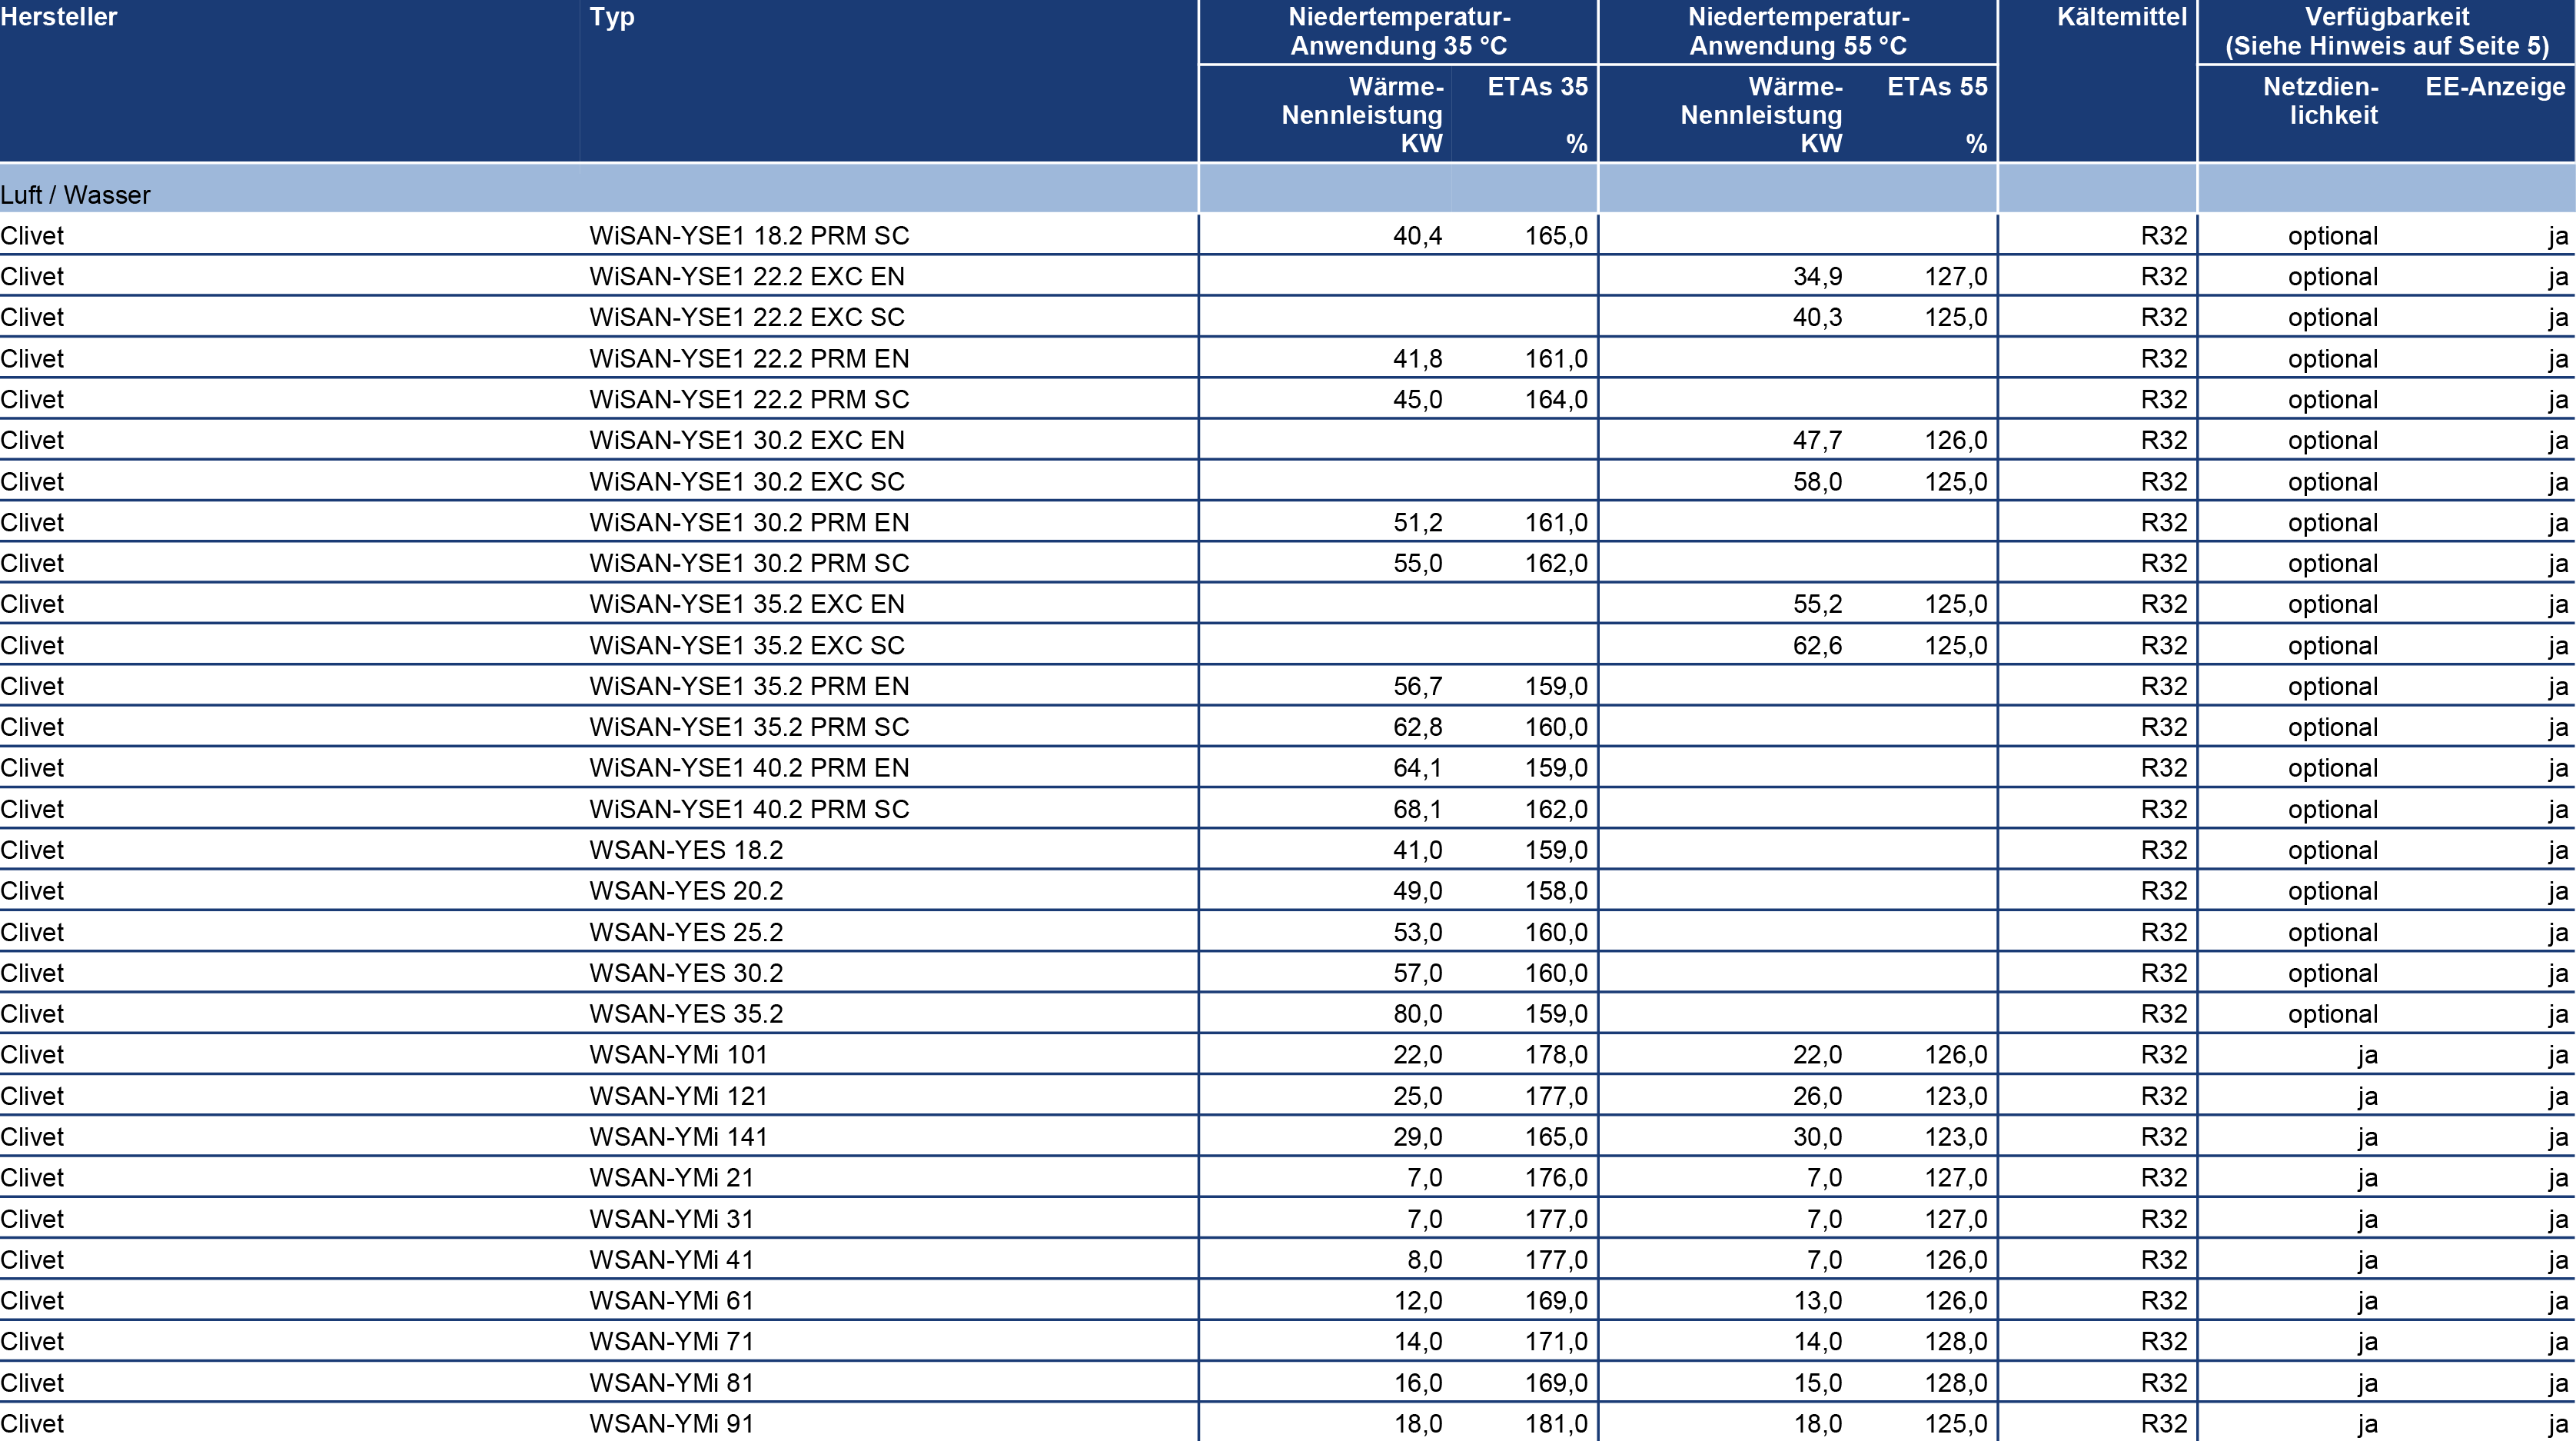 Hersteller Typ Niedertemperatur-Anwendung 35 °C Niedertemperatur-Anwendung 55 °C Kältemittel Verfügbarkeit (Siehe Hinweis auf Seite 5)
Wärme-Nennleistung KW ETAs 35 % Wärme-Nennleistung KW ETAs 55 % Netzdien-lichkeit EE-Anzeige
Luft / Wasser
Clivet WiSAN-YSE1 18.2 PRM SC 40,4 165,0 R32 optional ja
Clivet WiSAN-YSE1 22.2 EXC EN 34,9 127,0 R32 optional ja
Clivet WiSAN-YSE1 22.2 EXC SC 40,3 125,0 R32 optional ja
Clivet WiSAN-YSE1 22.2 PRM EN 41,8 161,0 R32 optional ja
Clivet WiSAN-YSE1 22.2 PRM SC 45,0 164,0 R32 optional ja
Clivet WiSAN-YSE1 30.2 EXC EN 47,7 126,0 R32 optional ja
Clivet WiSAN-YSE1 30.2 EXC SC 58,0 125,0 R32 optional ja
Clivet WiSAN-YSE1 30.2 PRM EN 51,2 161,0 R32 optional ja
Clivet WiSAN-YSE1 30.2 PRM SC 55,0 162,0 R32 optional ja
Clivet WiSAN-YSE1 35.2 EXC EN 55,2 125,0 R32 optional ja
Clivet WiSAN-YSE1 35.2 EXC SC 62,6 125,0 R32 optional ja
Clivet WiSAN-YSE1 35.2 PRM EN 56,7 159,0 R32 optional ja
Clivet WiSAN-YSE1 35.2 PRM SC 62,8 160,0 R32 optional ja
Clivet WiSAN-YSE1 40.2 PRM EN 64,1 159,0 R32 optional ja
Clivet WiSAN-YSE1 40.2 PRM SC 68,1 162,0 R32 optional ja
Clivet WSAN-YES 18.2 41,0 159,0 R32 optional ja
Clivet WSAN-YES 20.2 49,0 158,0 R32 optional ja
Clivet WSAN-YES 25.2 53,0 160,0 R32 optional ja
Clivet WSAN-YES 30.2 57,0 160,0 R32 optional ja
Clivet WSAN-YES 35.2 80,0 159,0 R32 optional ja
Clivet WSAN-YMi 101 22,0 178,0 22,0 126,0 R32 ja ja
Clivet WSAN-YMi 121 25,0 177,0 26,0 123,0 R32 ja ja
Clivet WSAN-YMi 141 29,0 165,0 30,0 123,0 R32 ja ja
Clivet WSAN-YMi 21 7,0 176,0 7,0 127,0 R32 ja ja
Clivet WSAN-YMi 31 7,0 177,0 7,0 127,0 R32 ja ja
Clivet WSAN-YMi 41 8,0 177,0 7,0 126,0 R32 ja ja
Clivet WSAN-YMi 61 12,0 169,0 13,0 126,0 R32 ja ja
Clivet WSAN-YMi 71 14,0 171,0 14,0 128,0 R32 ja ja
Clivet WSAN-YMi 81 16,0 169,0 15,0 128,0 R32 ja ja
Clivet WSAN-YMi 91 18,0 181,0 18,0 125,0 R32 ja ja